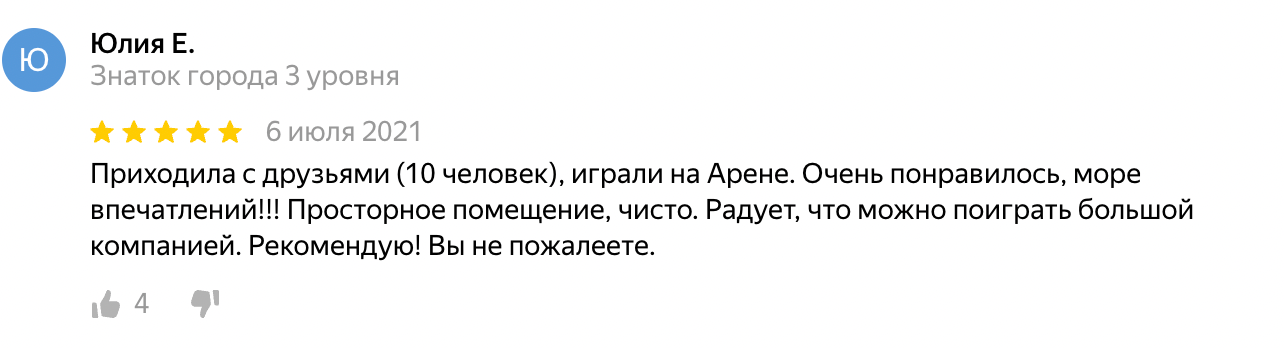 Ю
Юлия Е.
Знаток города 3 уровня
6 июля 2021
Приходила с друзьями (10 человек), играли на Арене. Очень понравилось, море
впечатлений!!! Просторное помещение, чисто. Радует, что можно поиграть большой
компанией. Рекомендую! Вы не пожалеете.
4